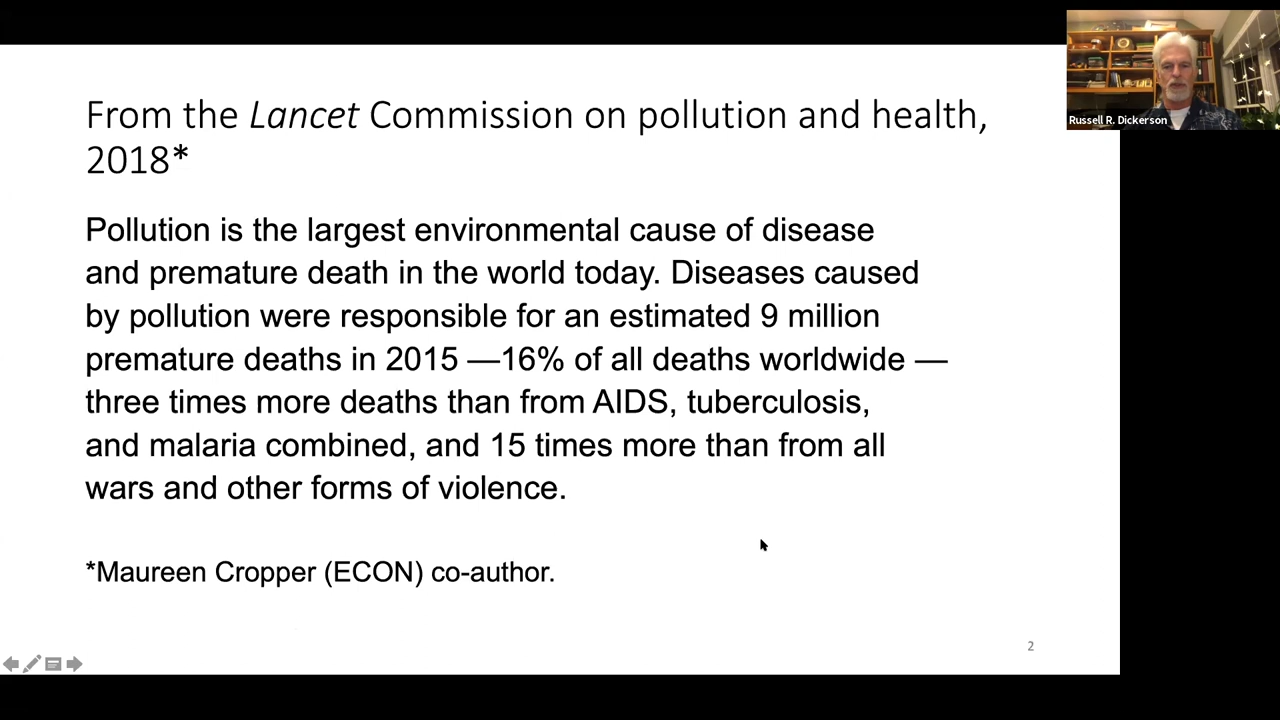 From the Lancet Commission on pollution and health,
2018*
Pollution is the largest environmental cause of disease
and premature death in the world today. Diseases caused
by pollution were responsible for an estimated 9 million
premature deaths in 2015 —16% of all deaths worldwide —
three times more deaths than from AIDS, tuberculosis,
and malaria combined, and 15 times more than from all
wars and other forms of violence.
*Maureen Cropper (ECON) co-author.
2
Russell R. Dickerson